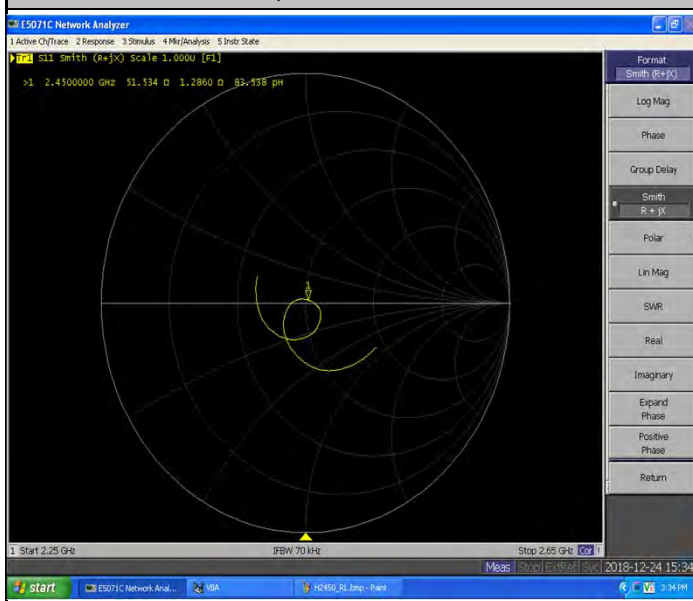 E5071C Network Analyzer
1 Active Ch/Trace 2 Response 3 Stimulus 4 Mkr/Analysis 5 Instr State
Tr1 S11 Smith (R+jX) Scale 1.000U [F1]
>1 2.4500000 GHz 51.534 Ω 1.2860 Ω 83.538 pH
1
Format
Smith (R+jX)
Log Mag
Phase
Group Delay
Smith
R + jX
Polar
Lin Mag
SWR
Real
Imaginary
Expand
Phase
Positive
Phase
Return
1 Start 2.25 GHz IFBW 70 kHz Stop 2.65 GHz Cor !
Meas Stop ExtRef Svc 2018-12-24 15:34
start E5071C Network Anal... VBA H2450_RL.bmp - Paint 3:34 PM